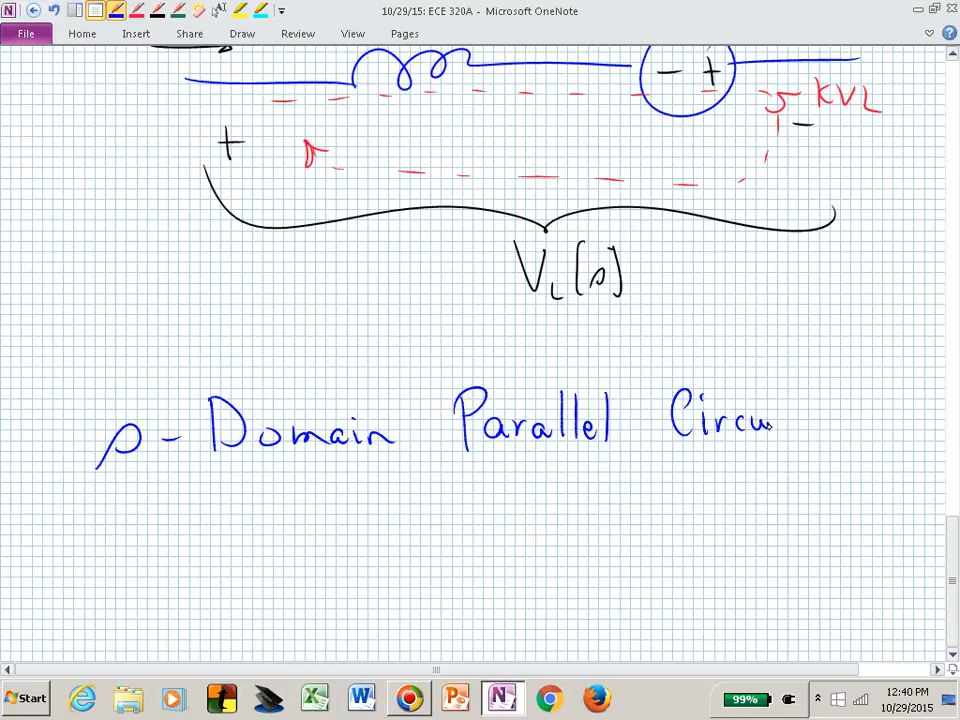 10/29/15: ECE 320A - Microsoft OneNote
File Home Insert Share Draw Review View Pages
- +
KVL
+ -
V_L(s)
s-Domain Parallel Circu
Start 99% 12:40 PM
10/29/2015